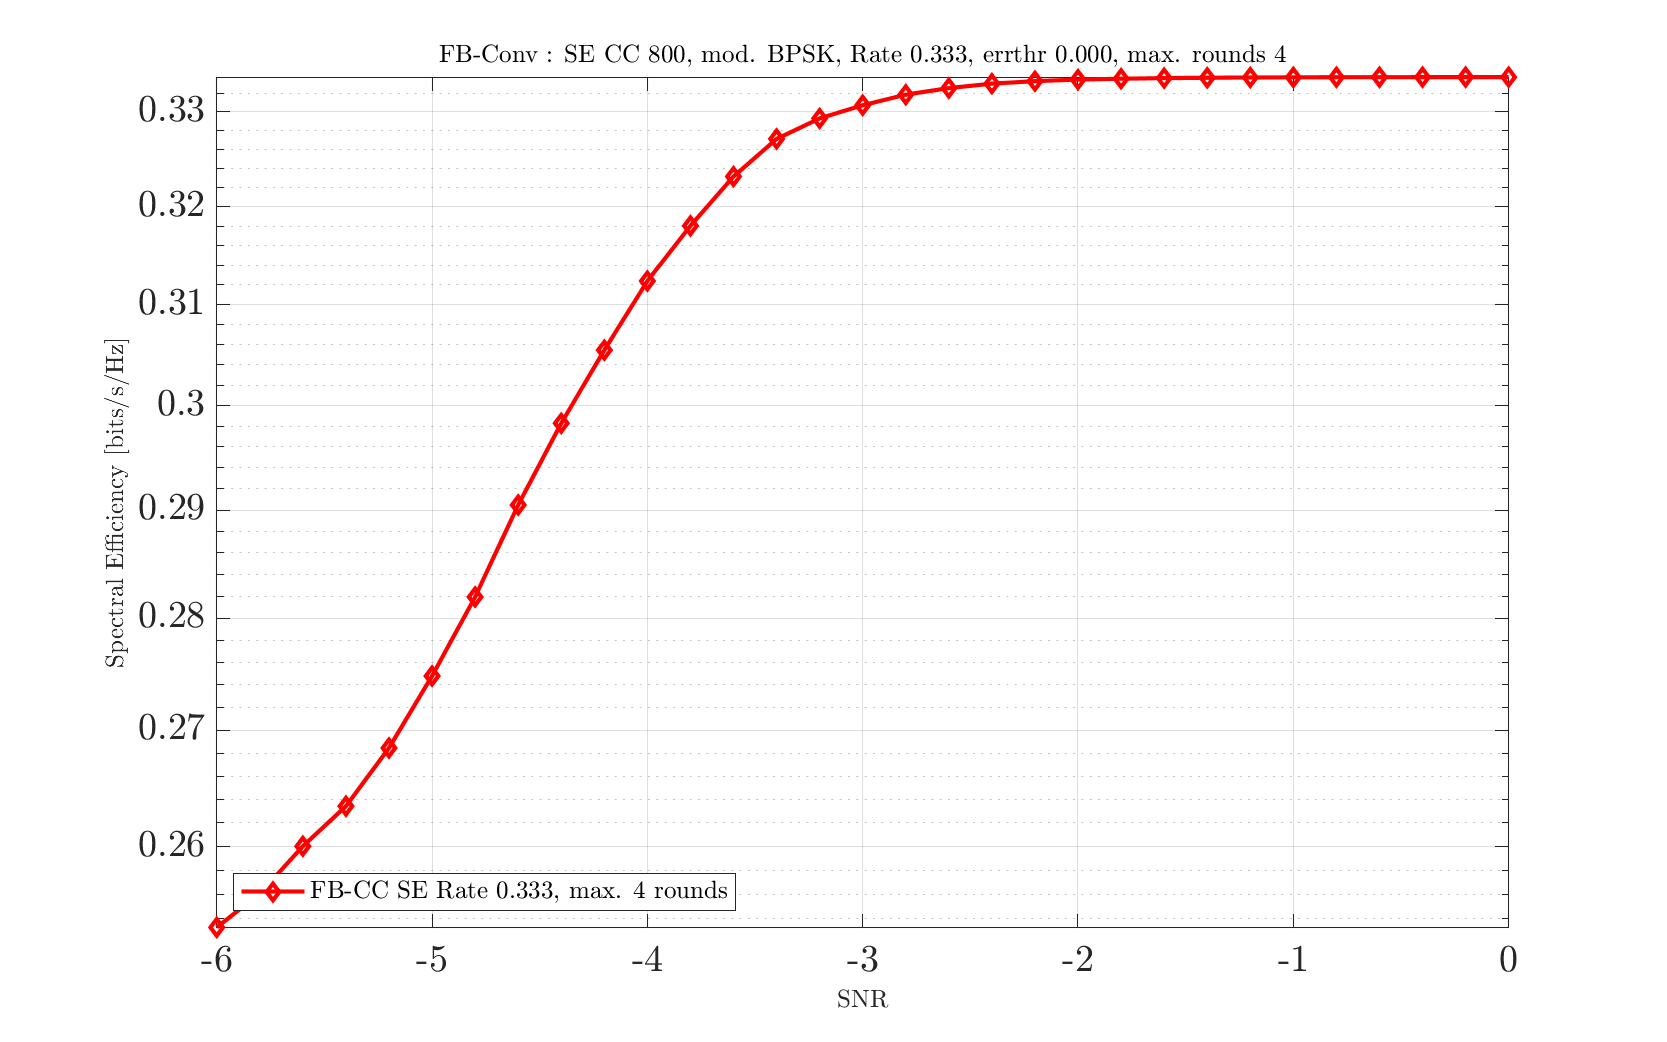 FB-Conv : SE CC 800, mod. BPSK, Rate 0.333, errthr 0.000, max. rounds 4
0.33
0.32
0.31
0.3
0.29
0.28
0.27
0.26
Spectral Efficiency [bits/s/Hz]
FB-CC SE Rate 0.333, max. 4 rounds
-6 -5 -4 -3 -2 -1 0
SNR